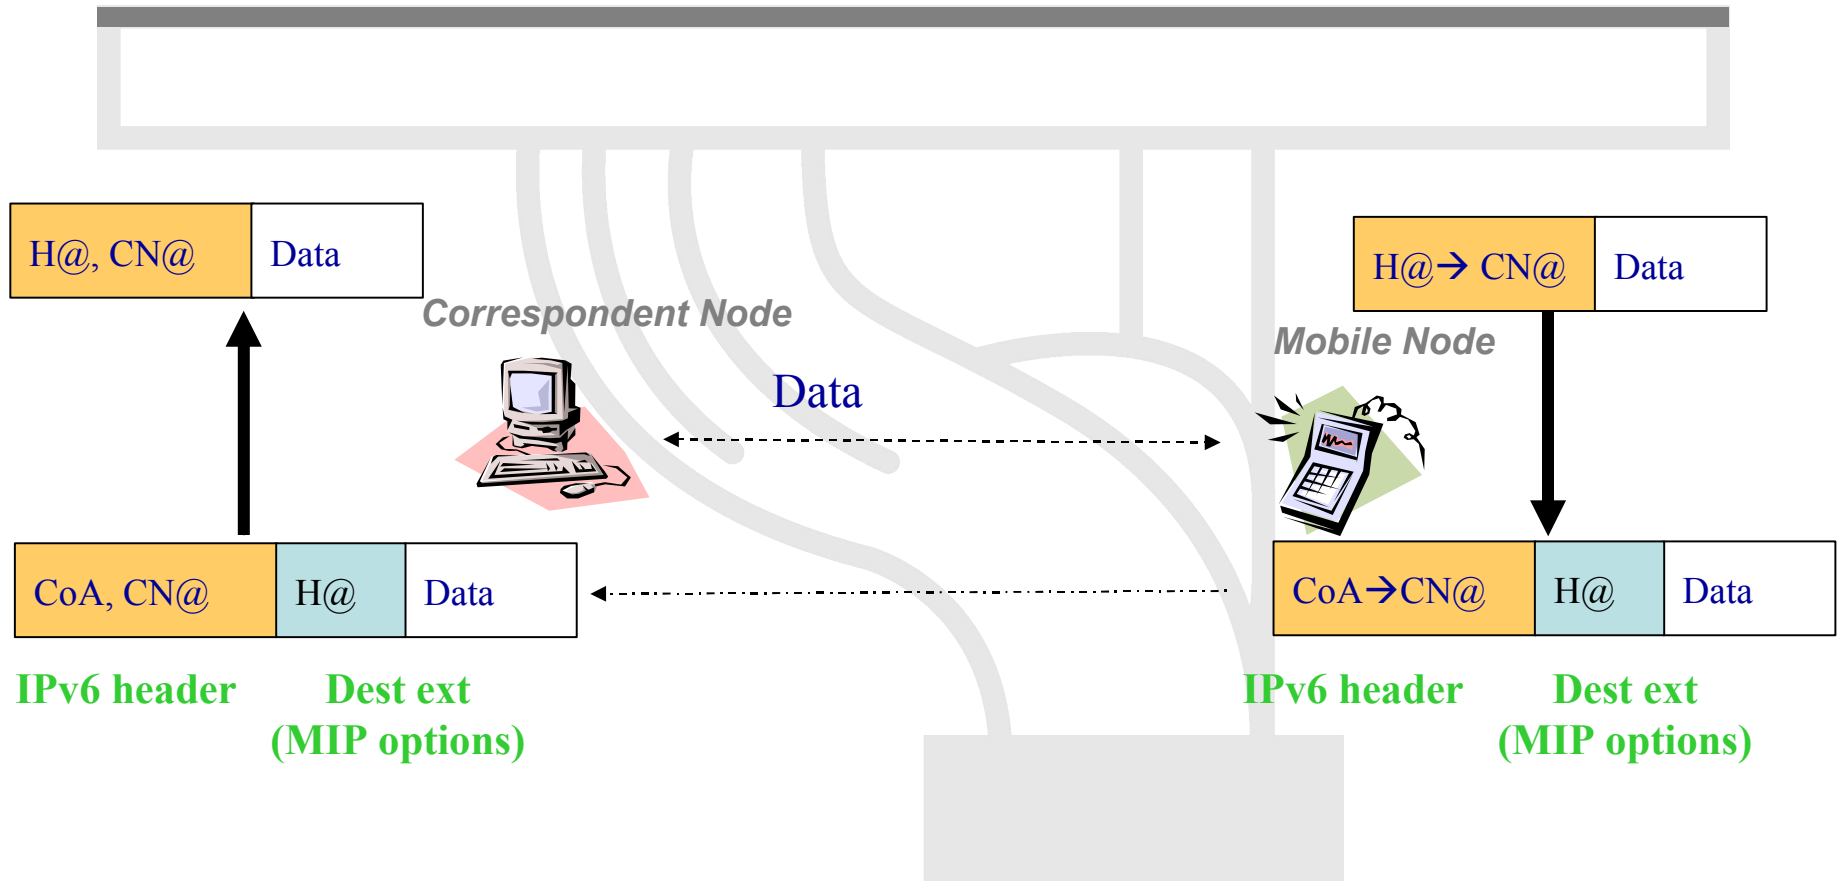 H@, CN@ Data
H@→ CN@ Data
Correspondent Node
Mobile Node
Data
CoA, CN@ H@ Data
CoA→CN@ H@ Data
IPv6 header Dest ext
(MIP options)
IPv6 header Dest ext
(MIP options)